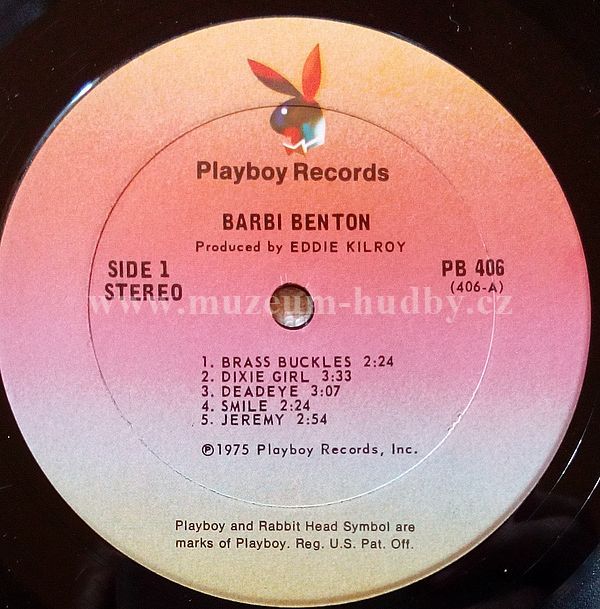 Playboy Records
BARBI BENTON
Produced by EDDIE KILROY
SIDE 1 PB 406
STEREO (406-A)
www.muzeum-hudby.cz
1. BRASS BUCKLES 2:24
2. DIXIE GIRL 3:33
3. DEADEYE 3:07
4. SMILE 2:24
5. JEREMY 2:54
℗1975 Playboy Records, Inc.
Playboy and Rabbit Head Symbol are
marks of Playboy. Reg. U.S. Pat. Off.